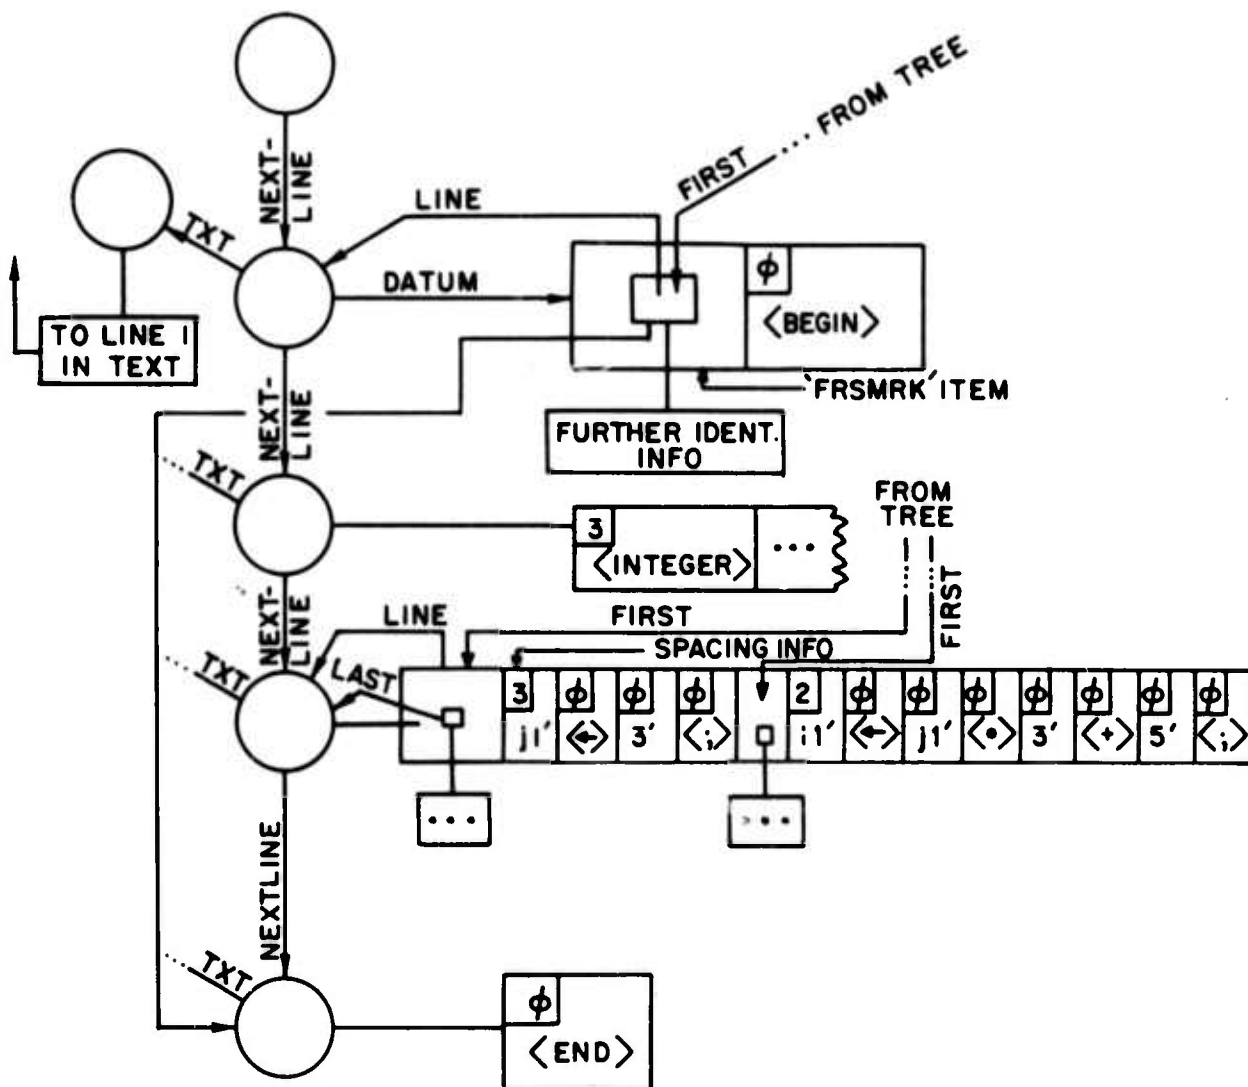 FROM TREE
...
FIRST
NEXT-
LINE
TXT
LINE
DATUM
ϕ
<BEGIN>
TO LINE 1
IN TEXT
'FRSMRK' ITEM
NEXT-
LINE
FURTHER IDENT.
INFO
TXT
FROM
TREE
3
<INTEGER>
...
NEXT-
LINE
LINE
FIRST
FIRST
SPACING INFO
TXT
LAST
3 ϕ ϕ ϕ 2 ϕ ϕ ϕ ϕ ϕ ϕ ϕ
j1' <←> 3' <;> i1' <←> j1' <•> 3' <+> 5' <;>
...
...
NEXTLINE
TXT
ϕ
<END>